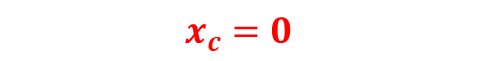 x_c = 0